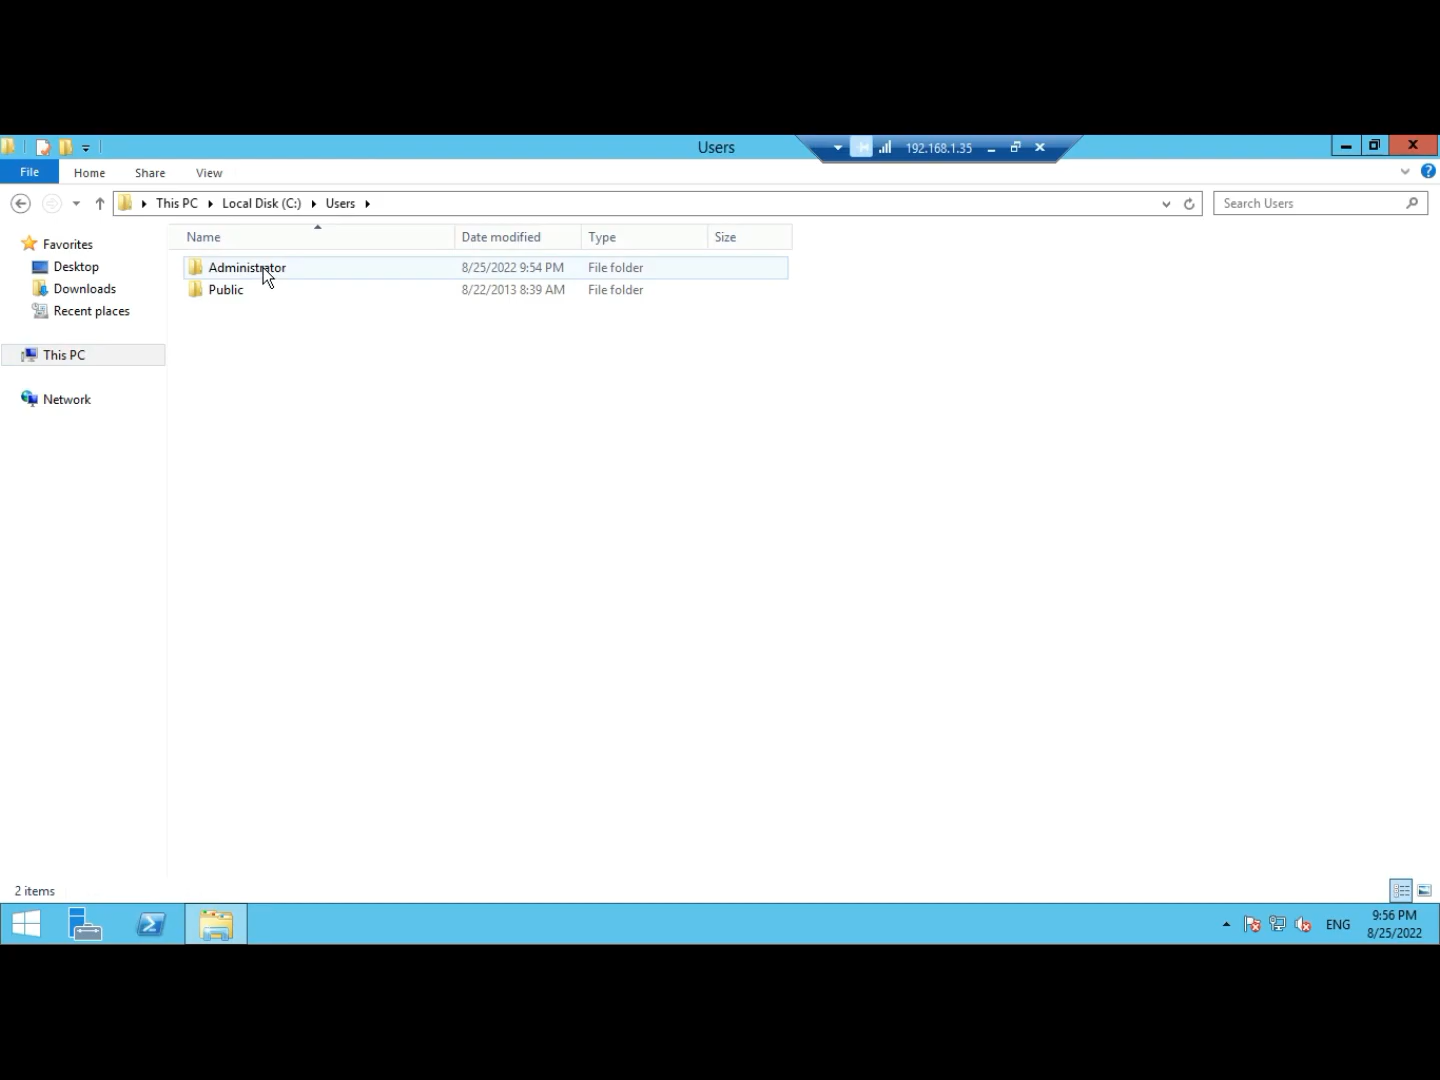 Users
192.168.1.35
File Home Share View
This PC Local Disk (C:) Users
Search Users
Name Date modified Type Size
Favorites
Desktop
Downloads
Recent places
This PC
Network
Administrator 8/25/2022 9:54 PM File folder
Public 8/22/2013 8:39 AM File folder
2 items
ENG
9:56 PM
8/25/2022